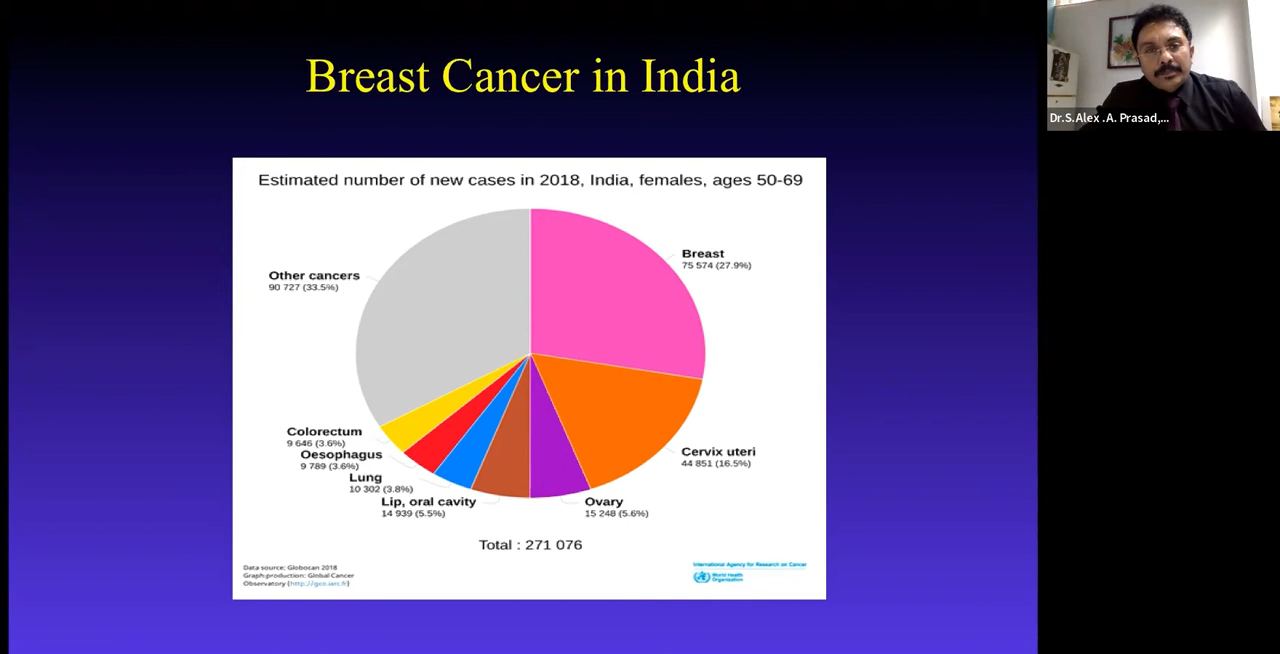 Breast Cancer in India
Dr.S.Alex .A. Prasad,...
Estimated number of new cases in 2018, India, females, ages 50-69
Breast
75 574 (27.9%)
Other cancers
90 727 (33.5%)
Colorectum
9 646 (3.6%)
Oesophagus
9 789 (3.6%)
Lung
10 302 (3.8%)
Lip, oral cavity
14 939 (5.5%)
Ovary
15 248 (5.6%)
Cervix uteri
44 851 (16.5%)
Total : 271 076
Data source: Globocan 2018
Graph production: Global Cancer
Observatory (http://gco.iarc.fr)
International Agency for Research on Cancer
World Health
Organization